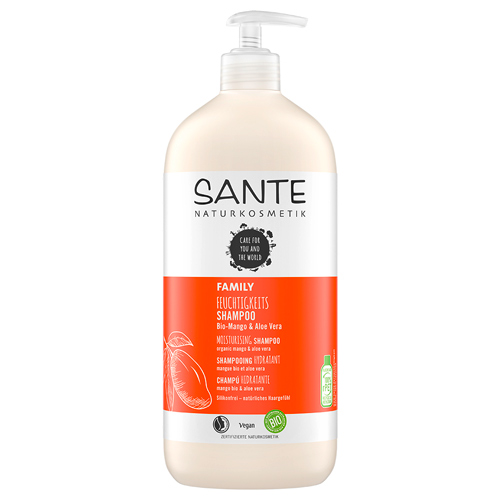 SANTE
NATURKOSMETIK
CARE FOR
YOU AND
THE WORLD
FAMILY
FEUCHTIGKEITS
SHAMPOO
Bio-Mango & Aloe Vera
MOISTURISING SHAMPOO
organic mango & aloe vera
SHAMPOOING HYDRATANT
mangue bio et aloe vera
CHAMPÚ HIDRATANTE
mango bio & aloe vera
Silikonfrei – natürliches Haargefühl
Vegan
BIO
ZERTIFIZIERTE NATURKOSMETIK